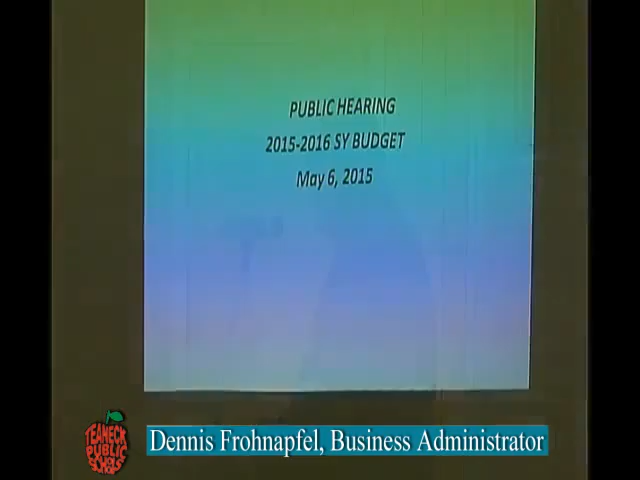 PUBLIC HEARING
2015-2016 SY BUDGET
May 6, 2015
TEANECK
PUBLIC
SCHOOLS
Dennis Frohnapfel, Business Administrator